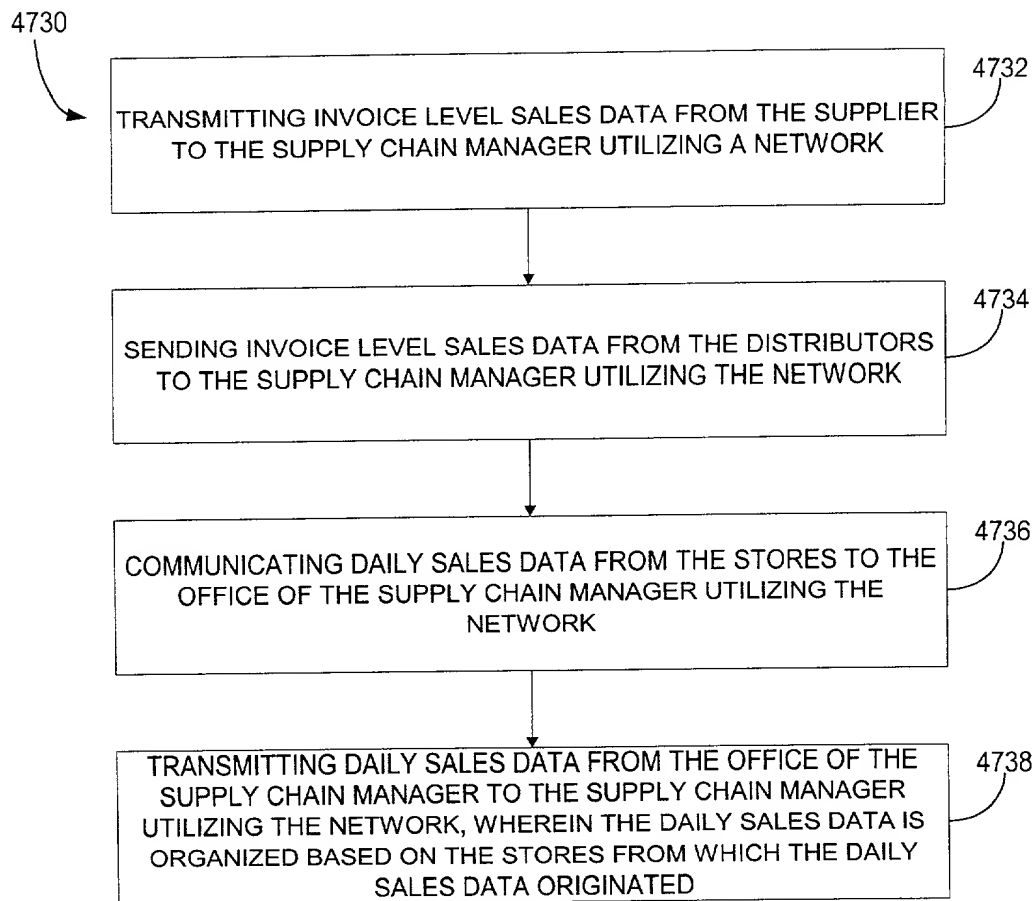 4730
4732
TRANSMITTING INVOICE LEVEL SALES DATA FROM THE SUPPLIER
TO THE SUPPLY CHAIN MANAGER UTILIZING A NETWORK
4734
SENDING INVOICE LEVEL SALES DATA FROM THE DISTRIBUTORS
TO THE SUPPLY CHAIN MANAGER UTILIZING THE NETWORK
4736
COMMUNICATING DAILY SALES DATA FROM THE STORES TO THE
OFFICE OF THE SUPPLY CHAIN MANAGER UTILIZING THE
NETWORK
4738
TRANSMITTING DAILY SALES DATA FROM THE OFFICE OF THE
SUPPLY CHAIN MANAGER TO THE SUPPLY CHAIN MANAGER
UTILIZING THE NETWORK, WHEREIN THE DAILY SALES DATA IS
ORGANIZED BASED ON THE STORES FROM WHICH THE DAILY
SALES DATA ORIGINATED